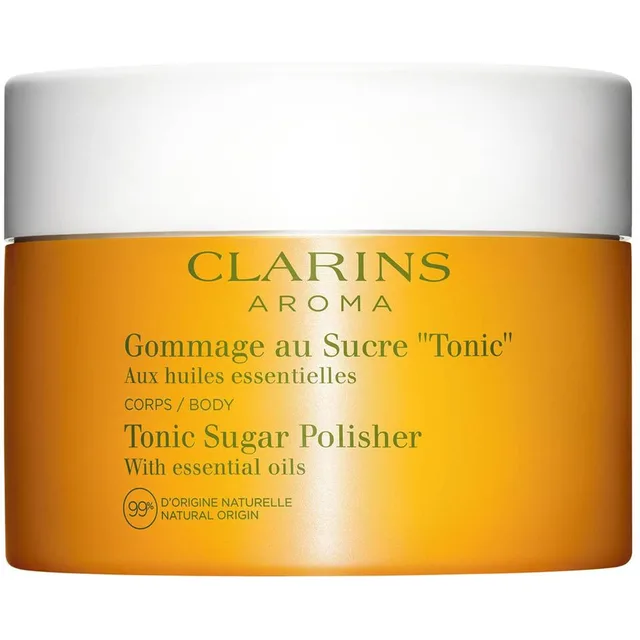 CLARINS
AROMA
Gommage au Sucre "Tonic"
Aux huiles essentielles
CORPS / BODY
Tonic Sugar Polisher
With essential oils
99% D'ORIGINE NATURELLE
NATURAL ORIGIN